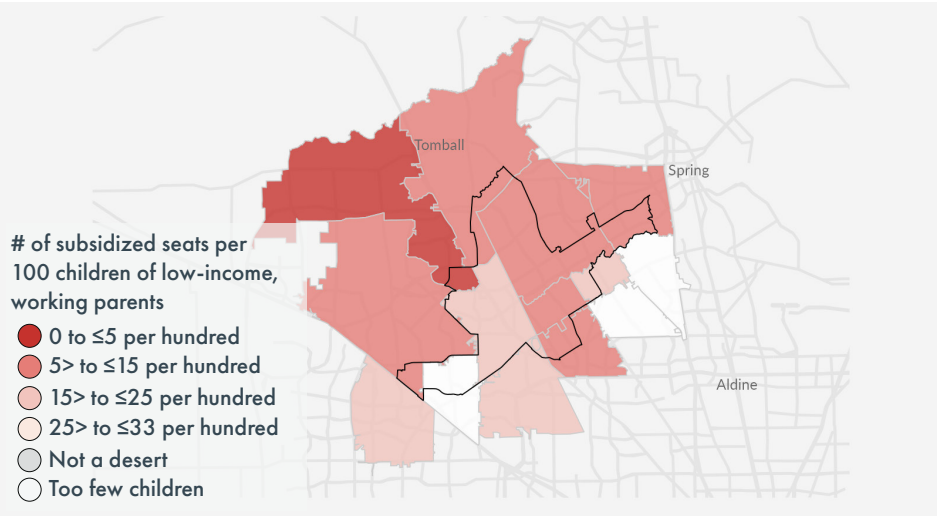 Tomball
Spring
# of subsidized seats per
100 children of low-income,
working parents
0 to ≤5 per hundred
5> to ≤15 per hundred
15> to ≤25 per hundred
25> to ≤33 per hundred
Not a desert
Too few children
Aldine